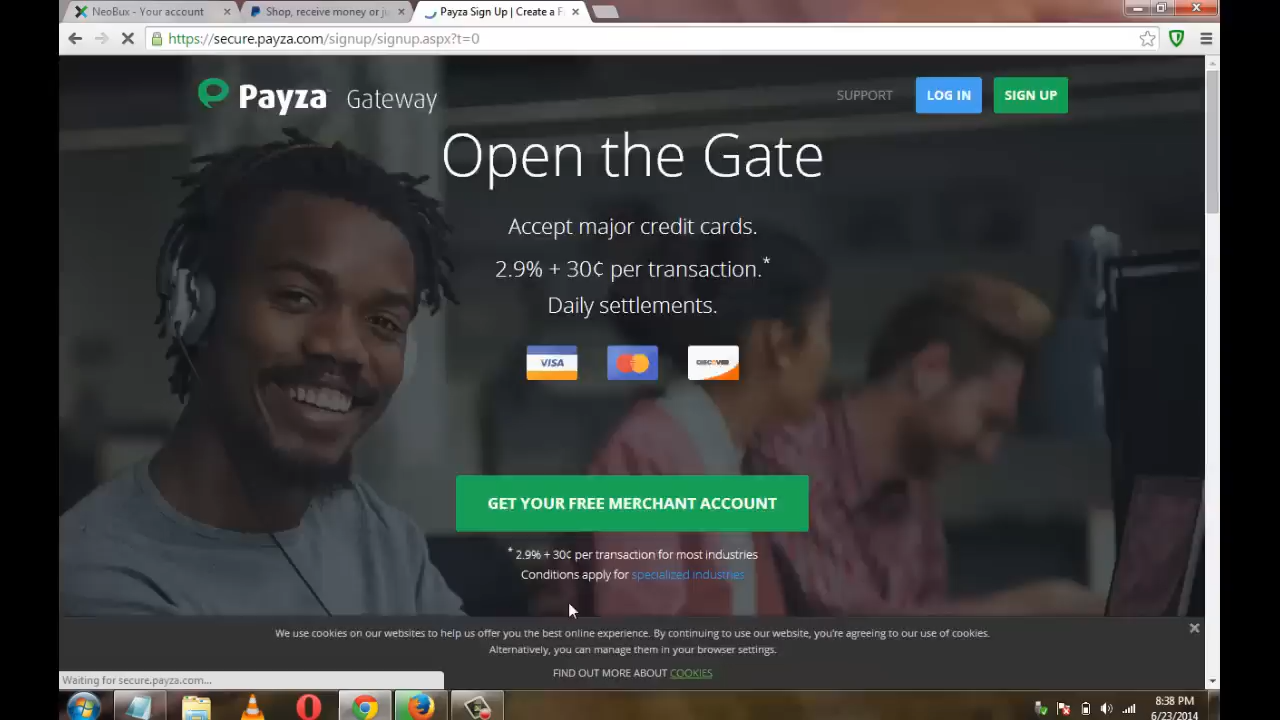 NeoBux - Your account
Shop, receive money or ju
Payza Sign Up | Create a F
https://secure.payza.com/signup/signup.aspx?t=0
Payza Gateway
SUPPORT
LOG IN
SIGN UP
Open the Gate
Accept major credit cards.
2.9% + 30¢ per transaction.*
Daily settlements.
VISA
DISCOVER
GET YOUR FREE MERCHANT ACCOUNT
* 2.9% + 30¢ per transaction for most industries
Conditions apply for specialized industries
We use cookies on our websites to help us offer you the best online experience. By continuing to use our website, you're agreeing to our use of cookies.
Alternatively, you can manage them in your browser settings.
FIND OUT MORE ABOUT COOKIES
Waiting for secure.payza.com...
8:38 PM
6/23/2014